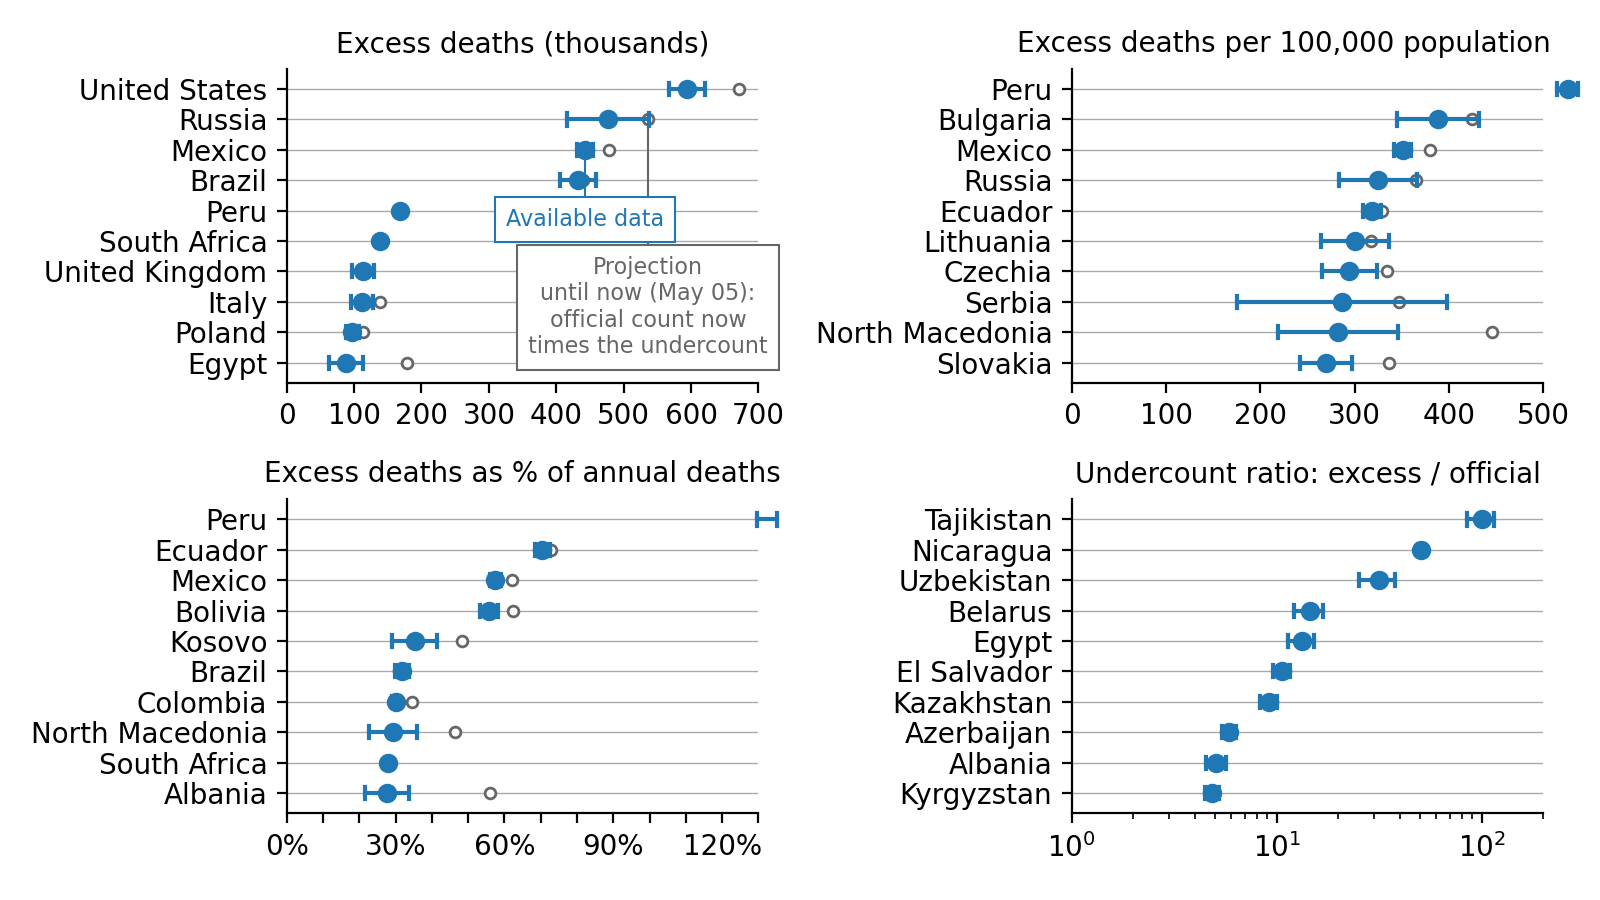 Excess deaths (thousands)
United States
Russia
Mexico
Brazil
Peru
South Africa
United Kingdom
Italy
Poland
Egypt
Available data
Projection
until now (May 05):
official count now
times the undercount
0 100 200 300 400 500 600 700
Excess deaths per 100,000 population
Peru
Bulgaria
Mexico
Russia
Ecuador
Lithuania
Czechia
Serbia
North Macedonia
Slovakia
0 100 200 300 400 500
Excess deaths as % of annual deaths
Peru
Ecuador
Mexico
Bolivia
Kosovo
Brazil
Colombia
North Macedonia
South Africa
Albania
0% 30% 60% 90% 120%
Undercount ratio: excess / official
Tajikistan
Nicaragua
Uzbekistan
Belarus
Egypt
El Salvador
Kazakhstan
Azerbaijan
Albania
Kyrgyzstan
10⁰ 10¹ 10²